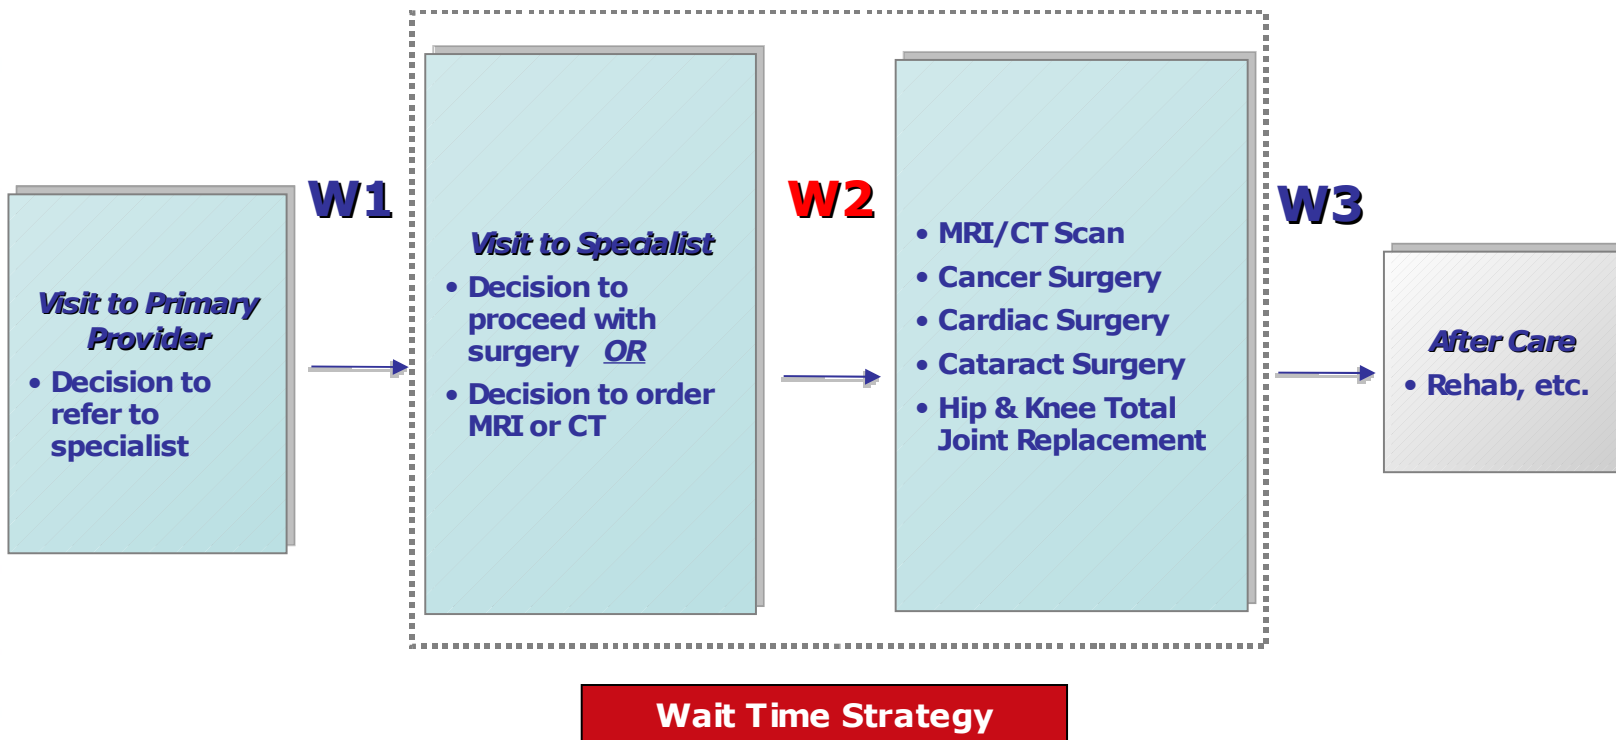 W1
W2
W3
Visit to Primary
Provider
• Decision to
refer to
specialist
Visit to Specialist
• Decision to
proceed with
surgery OR
• Decision to order
MRI or CT
• MRI/CT Scan
• Cancer Surgery
• Cardiac Surgery
• Cataract Surgery
• Hip & Knee Total
Joint Replacement
After Care
• Rehab, etc.
Wait Time Strategy